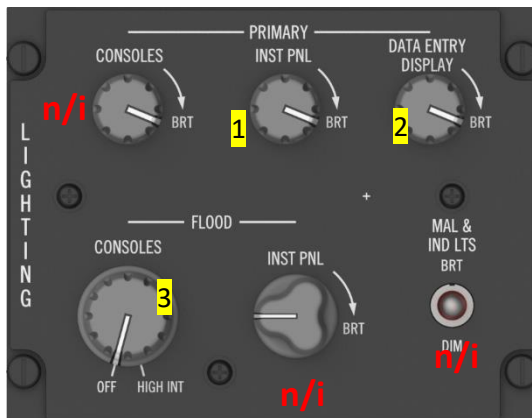 PRIMARY
CONSOLES
INST PNL
DATA ENTRY
DISPLAY
n/i
BRT
1
BRT
2
BRT
LIGHTING
FLOOD
CONSOLES
INST PNL
MAL &
IND LTS
BRT
3
BRT
OFF
HIGH INT
DIM
n/i
n/i